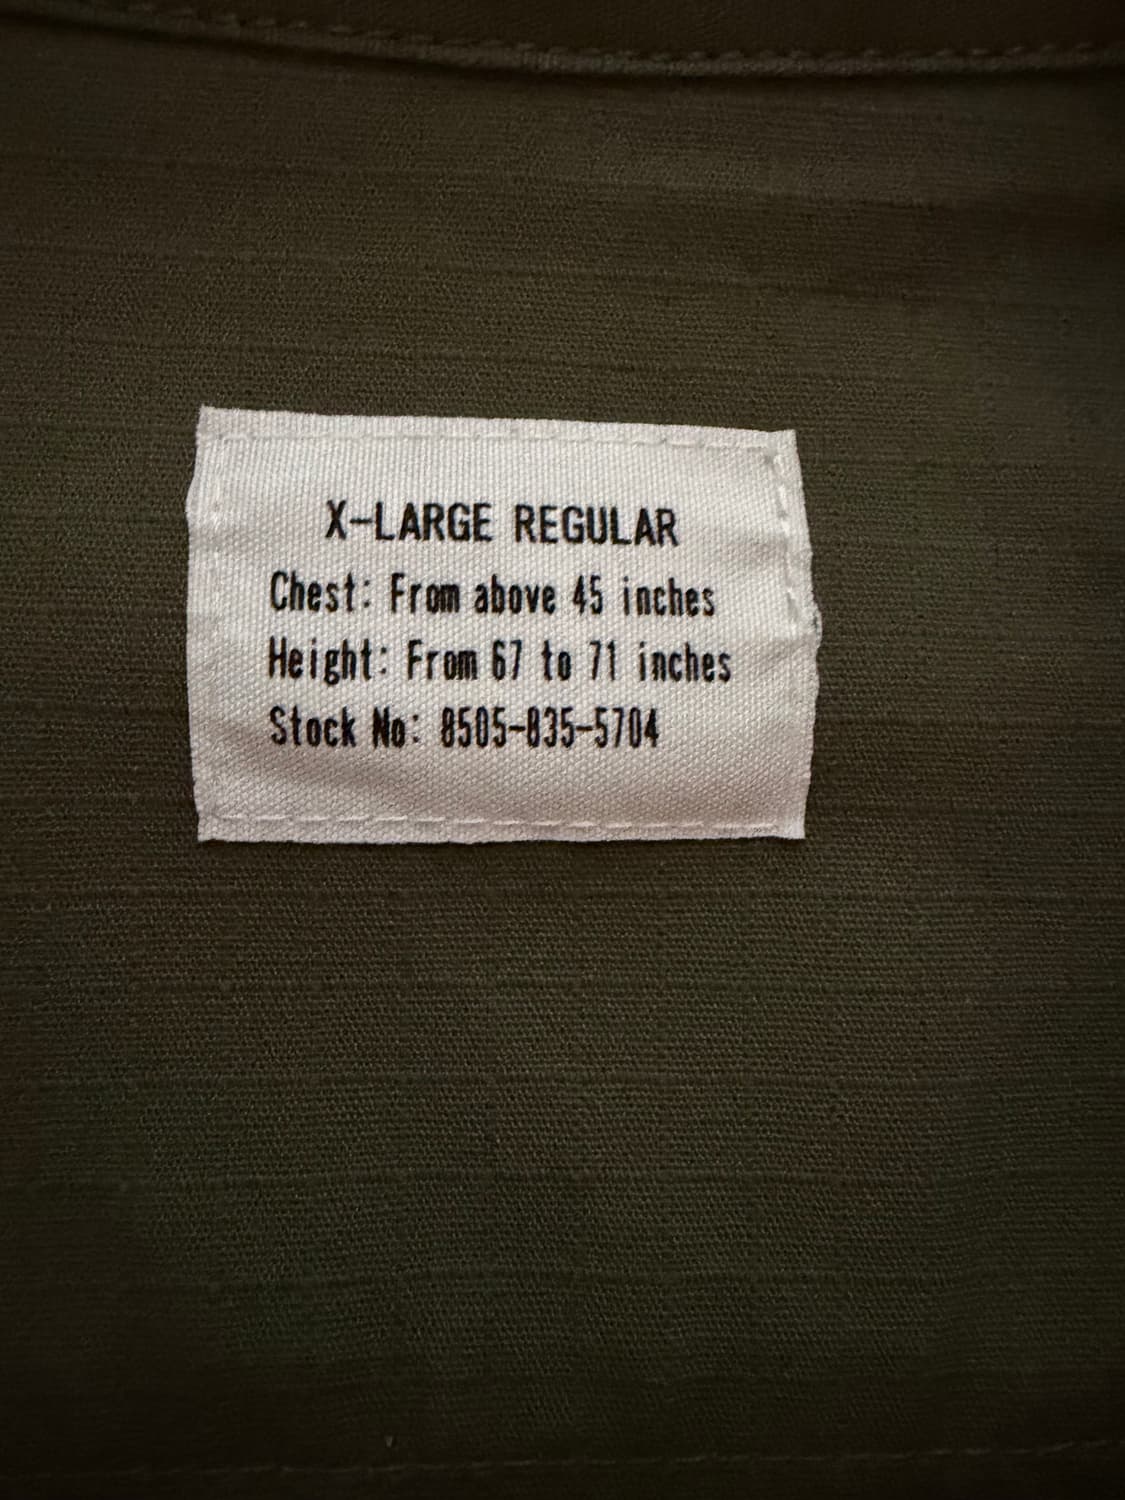 X-LARGE REGULAR
Chest: From above 45 inches
Height: From 67 to 71 inches
Stock No: 8505-835-5704